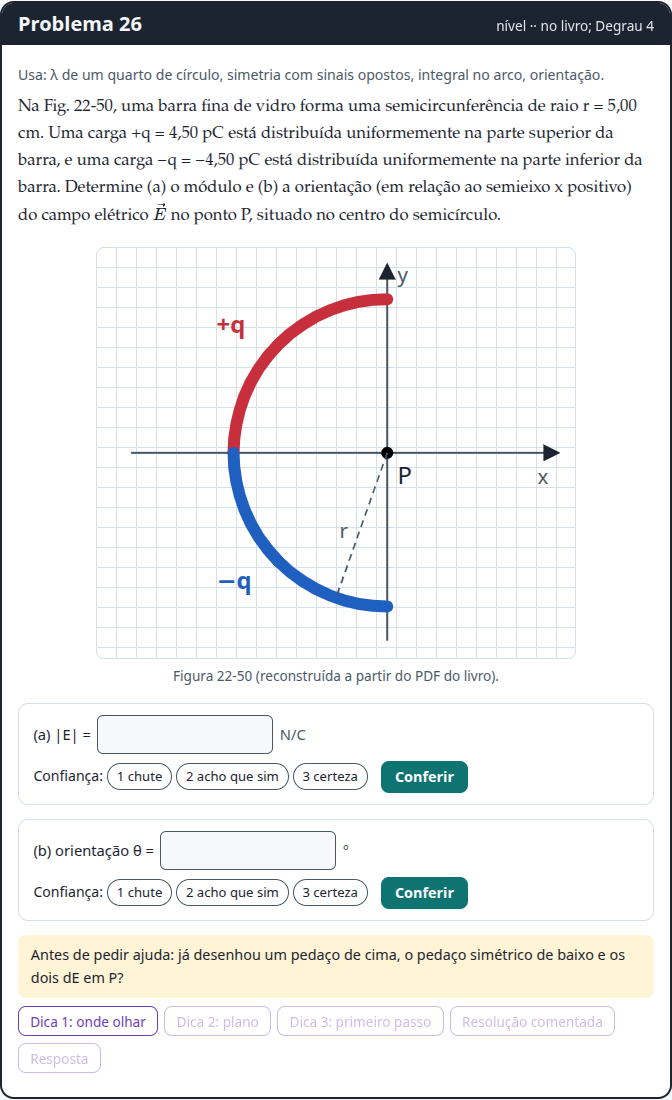 Problema 26
nível ·· no livro; Degrau 4
Usa: λ de um quarto de círculo, simetria com sinais opostos, integral no arco, orientação.
Na Fig. 22-50, uma barra fina de vidro forma uma semicircunferência de raio r = 5,00
cm. Uma carga +q = 4,50 pC está distribuída uniformemente na parte superior da
barra, e uma carga −q = −4,50 pC está distribuída uniformemente na parte inferior da
barra. Determine (a) o módulo e (b) a orientação (em relação ao semieixo x positivo)
do campo elétrico E⃗ no ponto P, situado no centro do semicírculo.
y
+q
P
x
r
−q
Figura 22-50 (reconstruída a partir do PDF do livro).
(a) |E| = N/C
Confiança: 1 chute 2 acho que sim 3 certeza Conferir
(b) orientação θ = °
Confiança: 1 chute 2 acho que sim 3 certeza Conferir
Antes de pedir ajuda: já desenhou um pedaço de cima, o pedaço simétrico de baixo e os
dois dE em P?
Dica 1: onde olhar Dica 2: plano Dica 3: primeiro passo Resolução comentada
Resposta